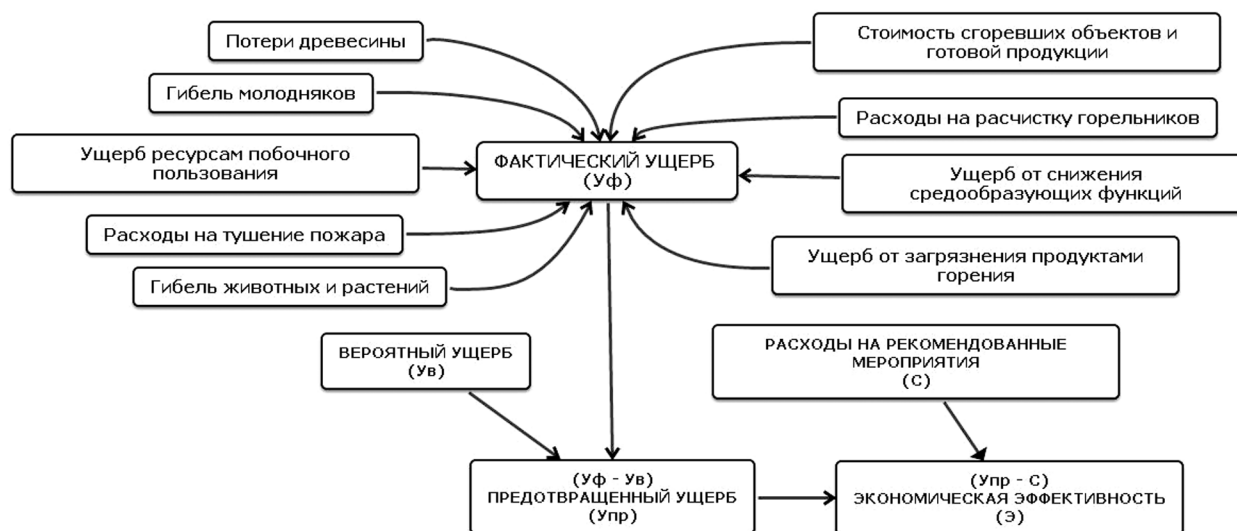 Потери древесины
Стоимость сгоревших объектов и
готовой продукции
Гибель молодняков
Расходы на расчистку горельников
Ущерб ресурсам побочного
пользования
ФАКТИЧЕСКИЙ УЩЕРБ
(Уф)
Ущерб от снижения
средообразующих функций
Расходы на тушение пожара
Ущерб от загрязнения продуктами
горения
Гибель животных и растений
ВЕРОЯТНЫЙ УЩЕРБ
(Ув)
РАСХОДЫ НА РЕКОМЕНДОВАННЫЕ
МЕРОПРИЯТИЯ
(С)
(Уф - Ув)
ПРЕДОТВРАЩЕННЫЙ УЩЕРБ
(Упр)
(Упр - С)
ЭКОНОМИЧЕСКАЯ ЭФФЕКТИВНОСТЬ
(Э)